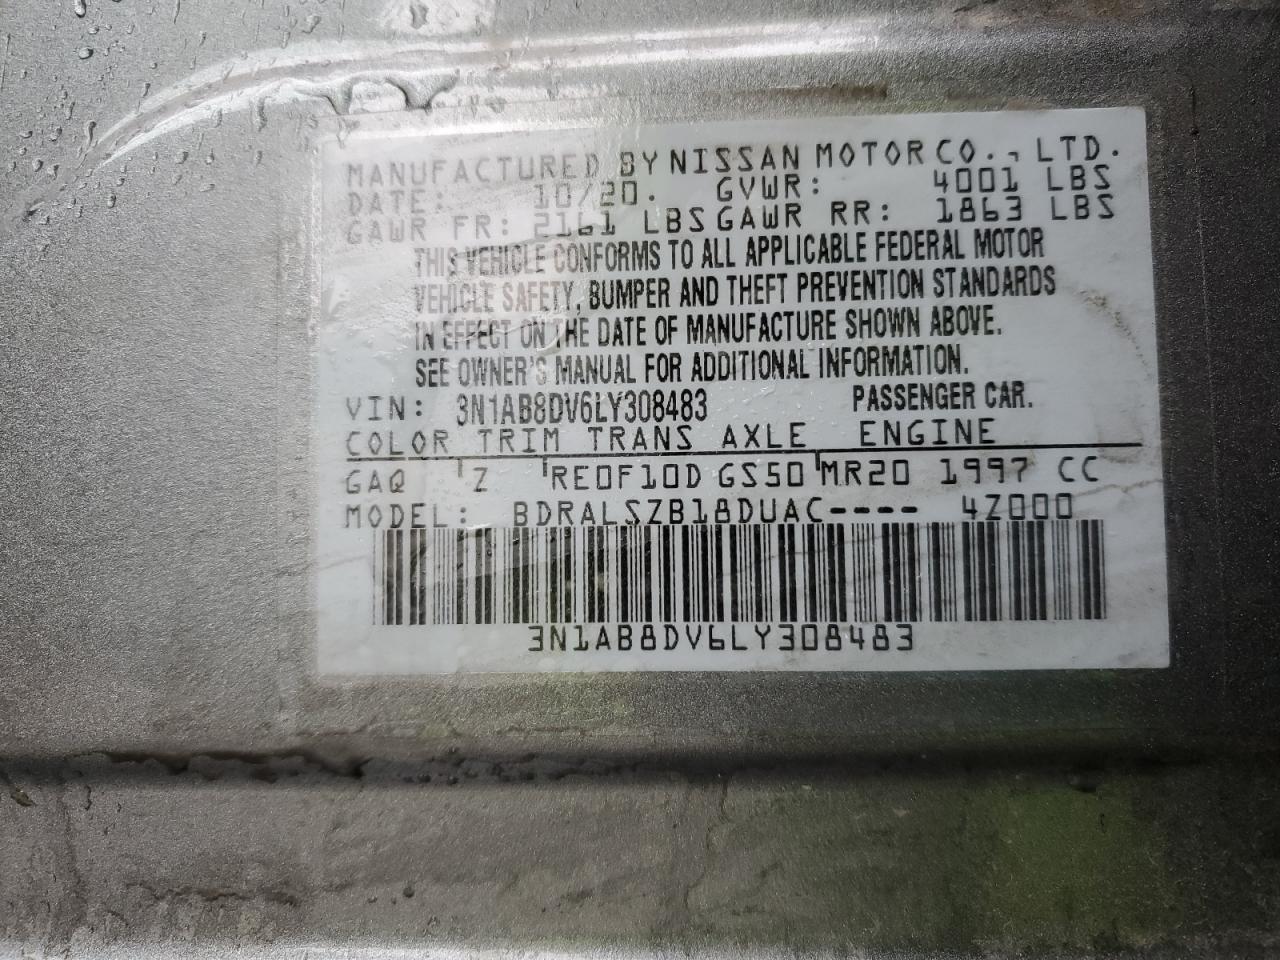 MANUFACTURED BY NISSAN MOTOR CO., LTD.
DATE: 10/20. GVWR: 4001 LBS
GAWR FR: 2161 LBS GAWR RR: 1863 LBS
THIS VEHICLE CONFORMS TO ALL APPLICABLE FEDERAL MOTOR
VEHICLE SAFETY, BUMPER AND THEFT PREVENTION STANDARDS
IN EFFECT ON THE DATE OF MANUFACTURE SHOWN ABOVE.
SEE OWNER'S MANUAL FOR ADDITIONAL INFORMATION.
VIN: 3N1AB8DV6LY308483 PASSENGER CAR.
COLOR TRIM TRANS AXLE ENGINE
GAQ Z RE0F10D GS50 MR20 1997 CC
MODEL: BDRALSZB18DUAC---- 4Z000
3N1AB8DV6LY308483